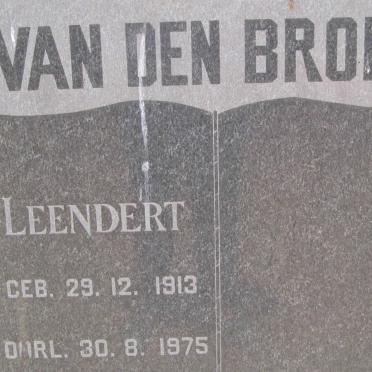 VAN DEN BRO
LEENDERT
GEB. 29. 12. 1913
OORL. 30. 8. 1975